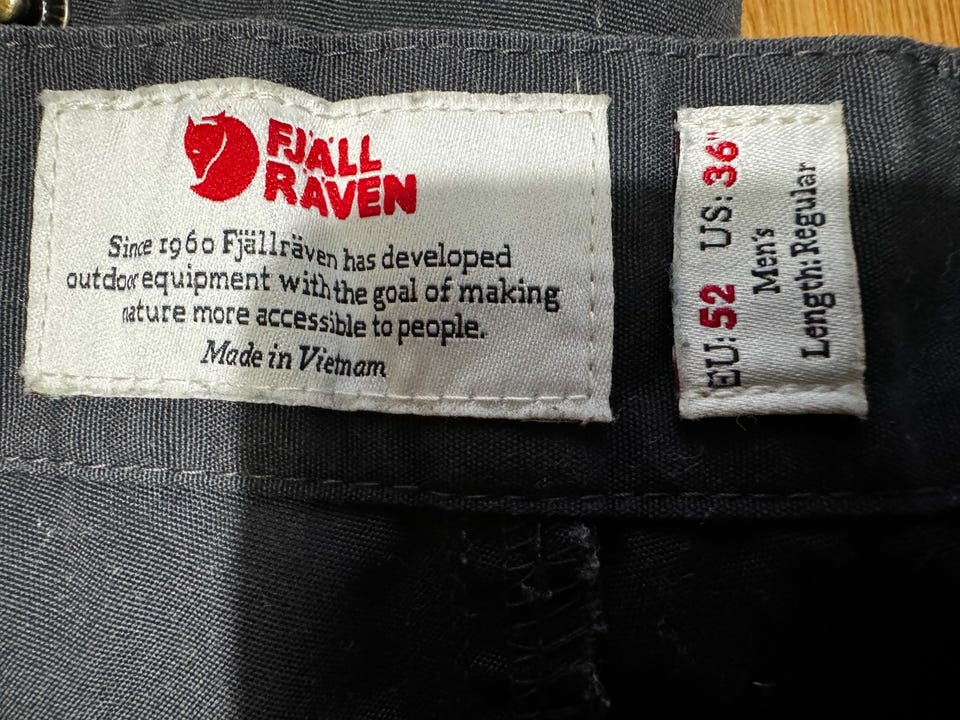 FJÄLL
RÄVEN
Since 1960 Fjällräven has developed
outdoor equipment with the goal of making
nature more accessible to people.
Made in Vietnam
EU: 52 US: 36"
Men's
Length: Regular